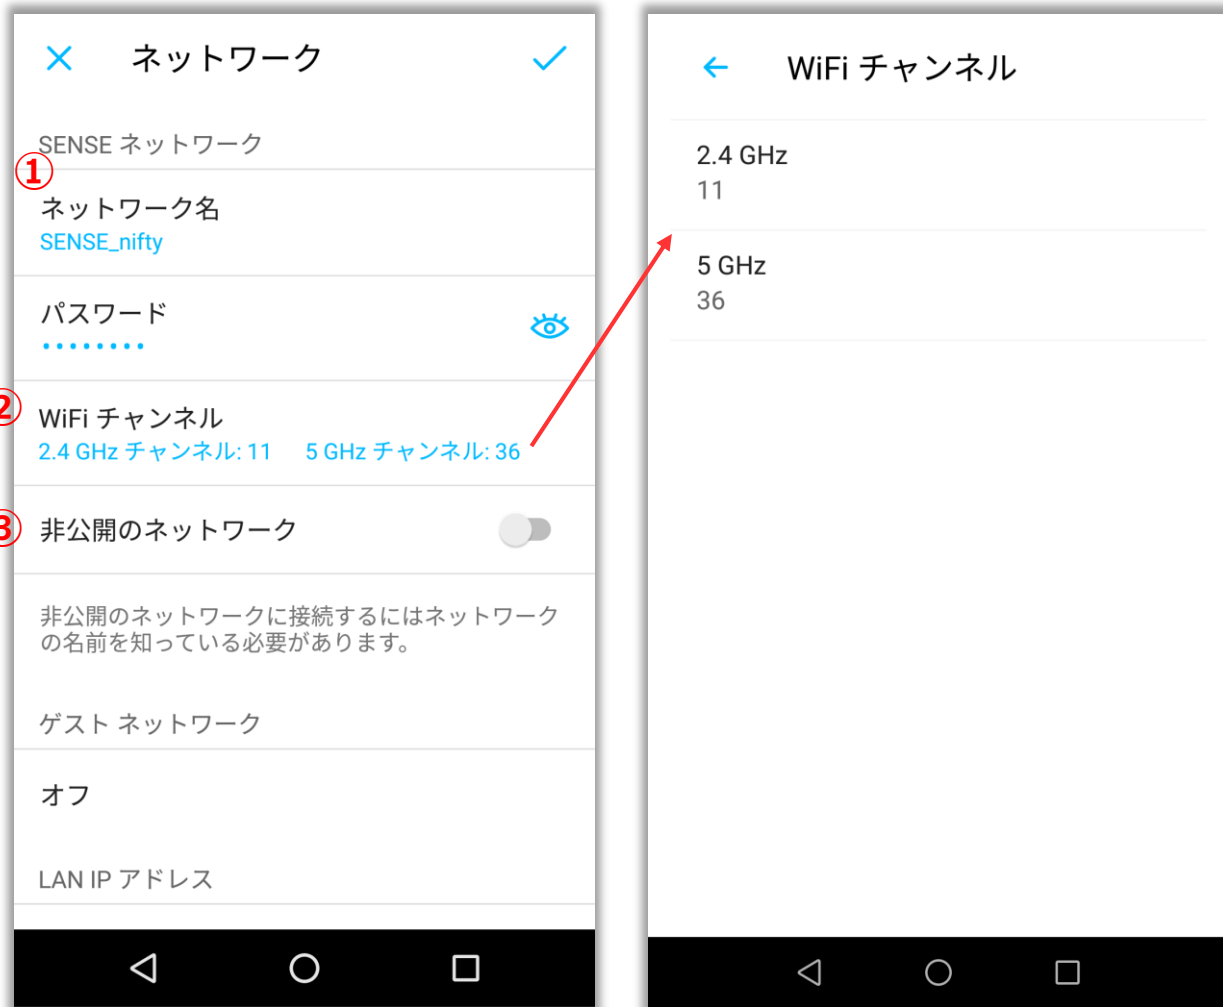 ネットワーク
SENSE ネットワーク
①
ネットワーク名
SENSE_nifty
パスワード
••••••••
②
WiFi チャンネル
2.4 GHz チャンネル: 11 5 GHz チャンネル: 36
③
非公開のネットワーク
非公開のネットワークに接続するにはネットワーク
の名前を知っている必要があります。
ゲスト ネットワーク
オフ
LAN IP アドレス
WiFi チャンネル
2.4 GHz
11
5 GHz
36